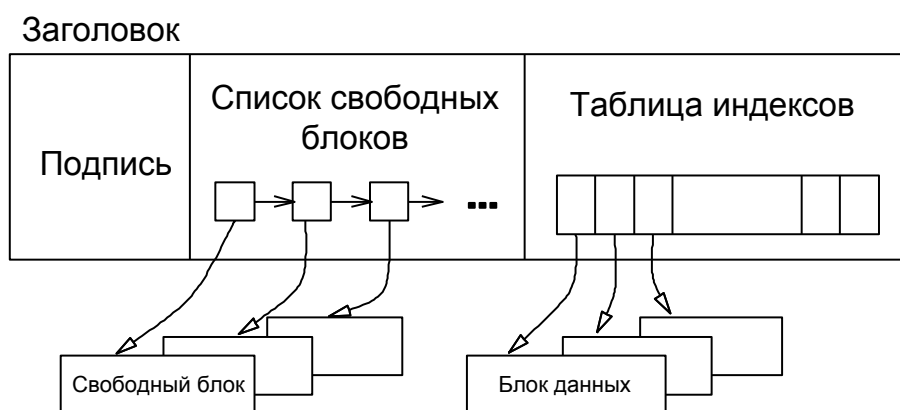 Заголовок
Подпись
Список свободных
блоков
...
Таблица индексов
Свободный блок
Блок данных